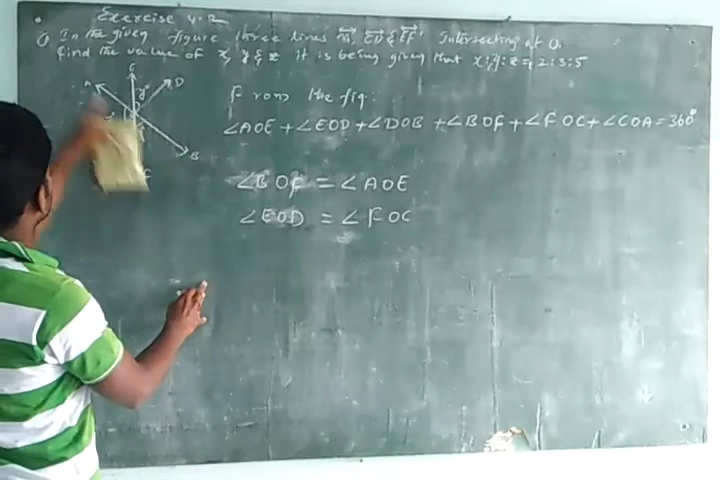 Exercise 4.2
In the given figure three lines AB, CD & EF intersecting at O.
find the value of x, y & z it is being given that x:y:z = 2:3:5
E
A
D
y°
B
From the fig:
∠AOE + ∠EOD + ∠DOB + ∠BOF + ∠FOC + ∠COA = 360°
∠BOF = ∠AOE
∠EOD = ∠FOC